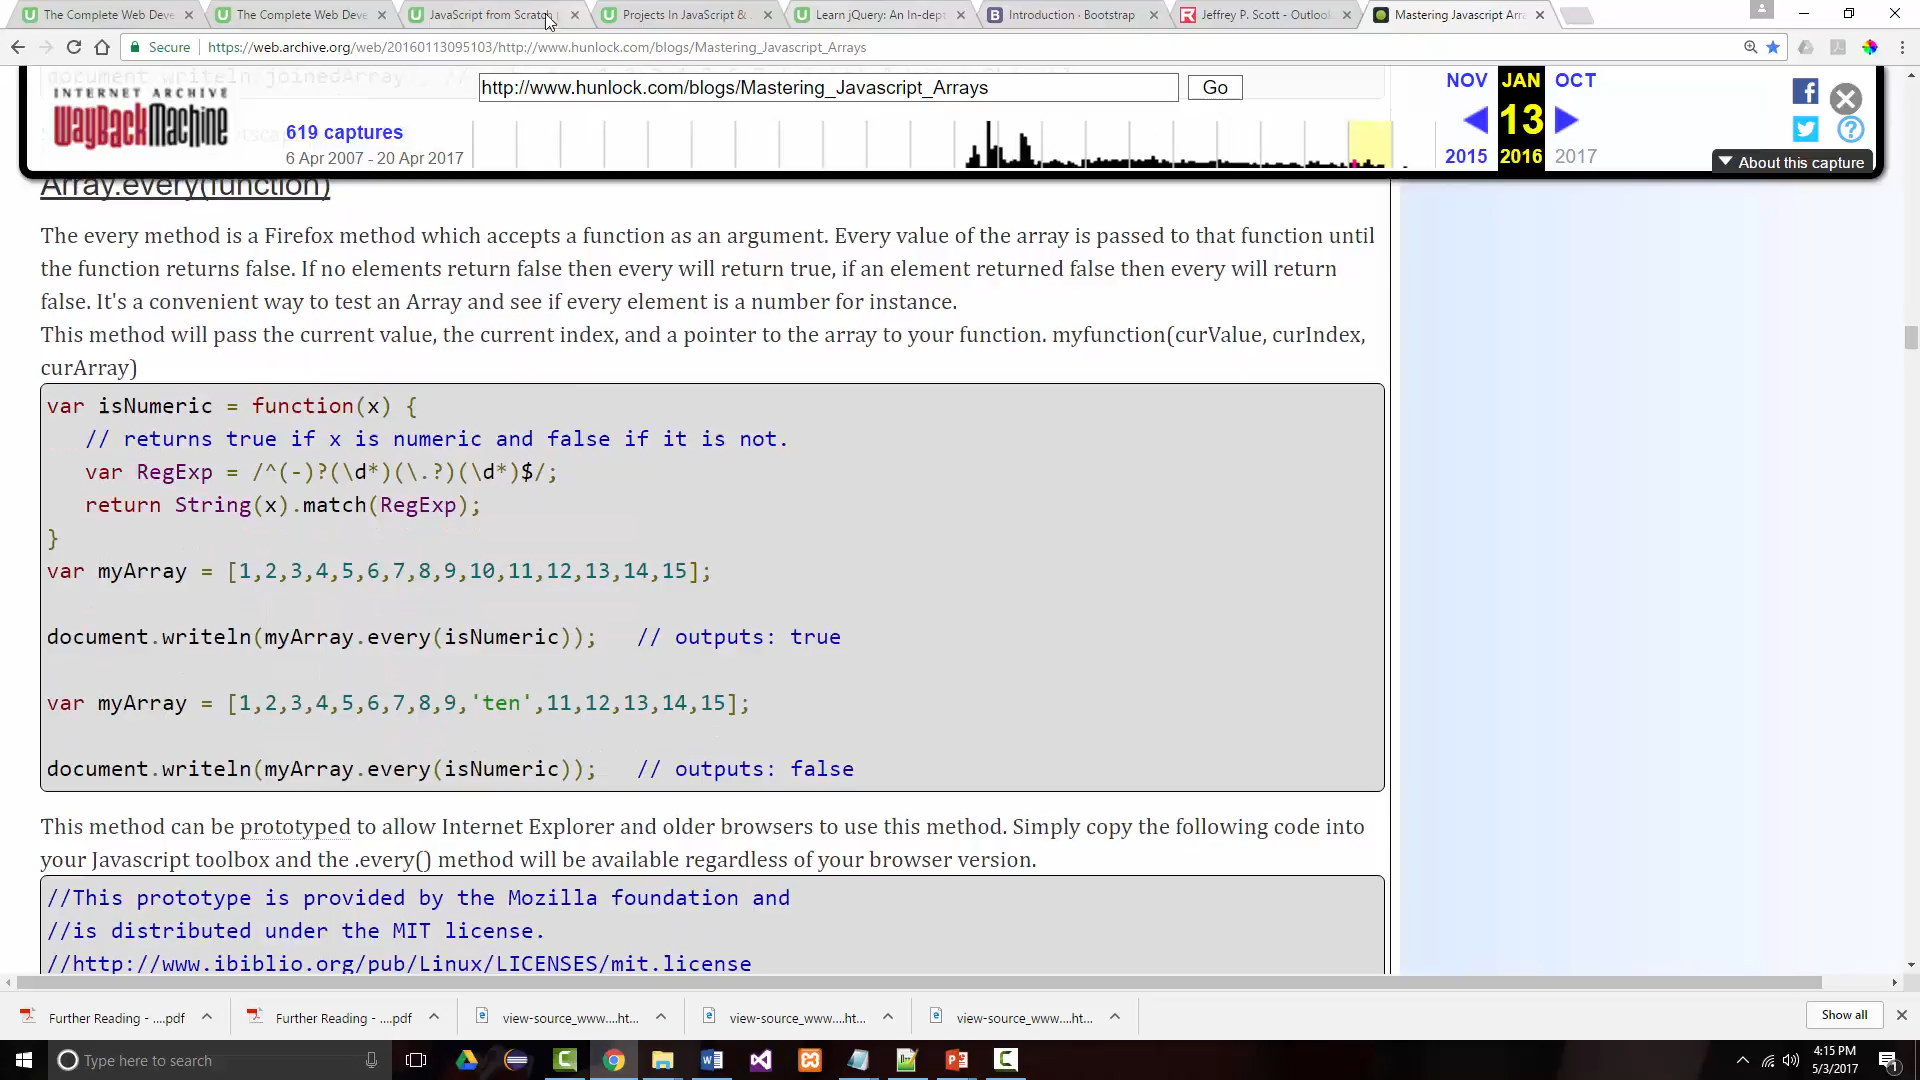 The Complete Web Deve
The Complete Web Deve
JavaScript from Scratch
Projects In JavaScript &
Learn jQuery: An In-dept
Introduction · Bootstrap
Jeffrey P. Scott - Outlook
Mastering Javascript Arra
Secure
https://web.archive.org/web/20160113095103/http://www.hunlock.com/blogs/Mastering_Javascript_Arrays
INTERNET ARCHIVE
WayBackMachine
http://www.hunlock.com/blogs/Mastering_Javascript_Arrays
Go
619 captures
6 Apr 2007 - 20 Apr 2017
NOV JAN OCT
13
2015 2016 2017
About this capture
Array.every(function)
The every method is a Firefox method which accepts a function as an argument. Every value of the array is passed to that function until
the function returns false. If no elements return false then every will return true, if an element returned false then every will return
false. It's a convenient way to test an Array and see if every element is a number for instance.
This method will pass the current value, the current index, and a pointer to the array to your function. myfunction(curValue, curIndex,
curArray)
var isNumeric = function(x) {
// returns true if x is numeric and false if it is not.
var RegExp = /^(-)?(\d*)(\.?)(\d*)$/;
return String(x).match(RegExp);
}
var myArray = [1,2,3,4,5,6,7,8,9,10,11,12,13,14,15];
document.writeln(myArray.every(isNumeric));   // outputs: true
var myArray = [1,2,3,4,5,6,7,8,9,'ten',11,12,13,14,15];
document.writeln(myArray.every(isNumeric));   // outputs: false
This method can be prototyped to allow Internet Explorer and older browsers to use this method. Simply copy the following code into
your Javascript toolbox and the .every() method will be available regardless of your browser version.
//This prototype is provided by the Mozilla foundation and
//is distributed under the MIT license.
//http://www.ibiblio.org/pub/Linux/LICENSES/mit.license
Further Reading - ....pdf
Further Reading - ....pdf
view-source_www....ht...
view-source_www....ht...
view-source_www....ht...
Show all
Type here to search
4:15 PM
5/3/2017